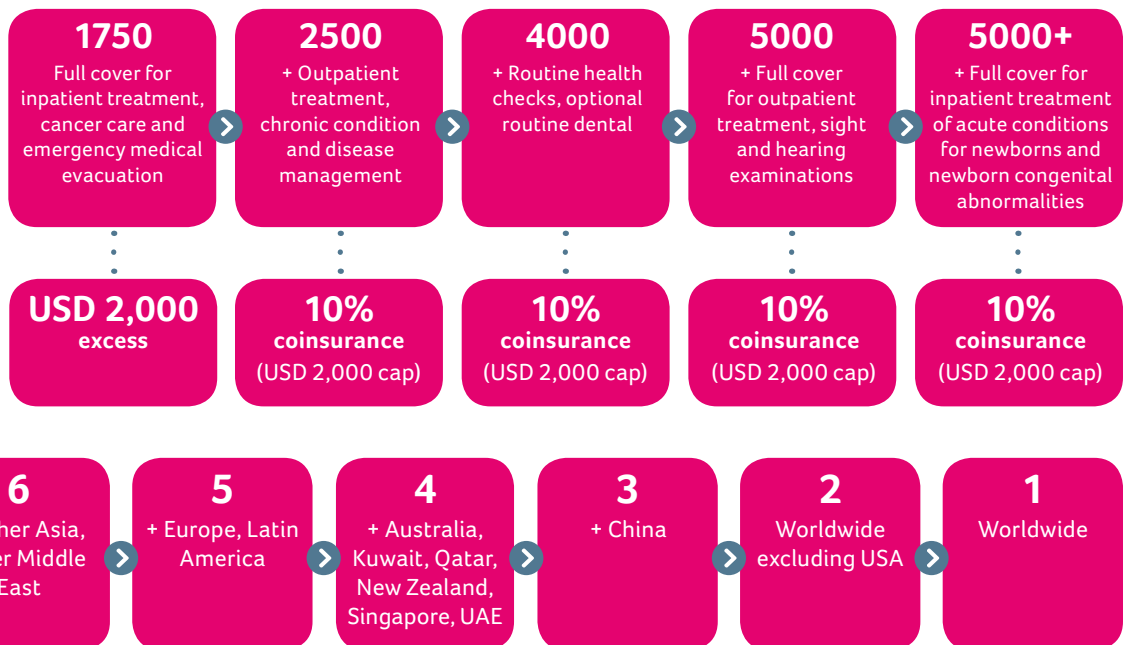 1750
Full cover for
inpatient treatment,
cancer care and
emergency medical
evacuation
2500
+ Outpatient
treatment,
chronic condition
and disease
management
4000
+ Routine health
checks, optional
routine dental
5000
+ Full cover
for outpatient
treatment, sight
and hearing
examinations
5000+
+ Full cover for
inpatient treatment
of acute conditions
for newborns and
newborn congenital
abnormalities
USD 2,000
excess
10%
coinsurance
(USD 2,000 cap)
10%
coinsurance
(USD 2,000 cap)
10%
coinsurance
(USD 2,000 cap)
10%
coinsurance
(USD 2,000 cap)
6
Asia,
Middle
East
5
+ Europe, Latin
America
4
+ Australia,
Kuwait, Qatar,
New Zealand,
Singapore, UAE
3
+ China
2
Worldwide
excluding USA
1
Worldwide